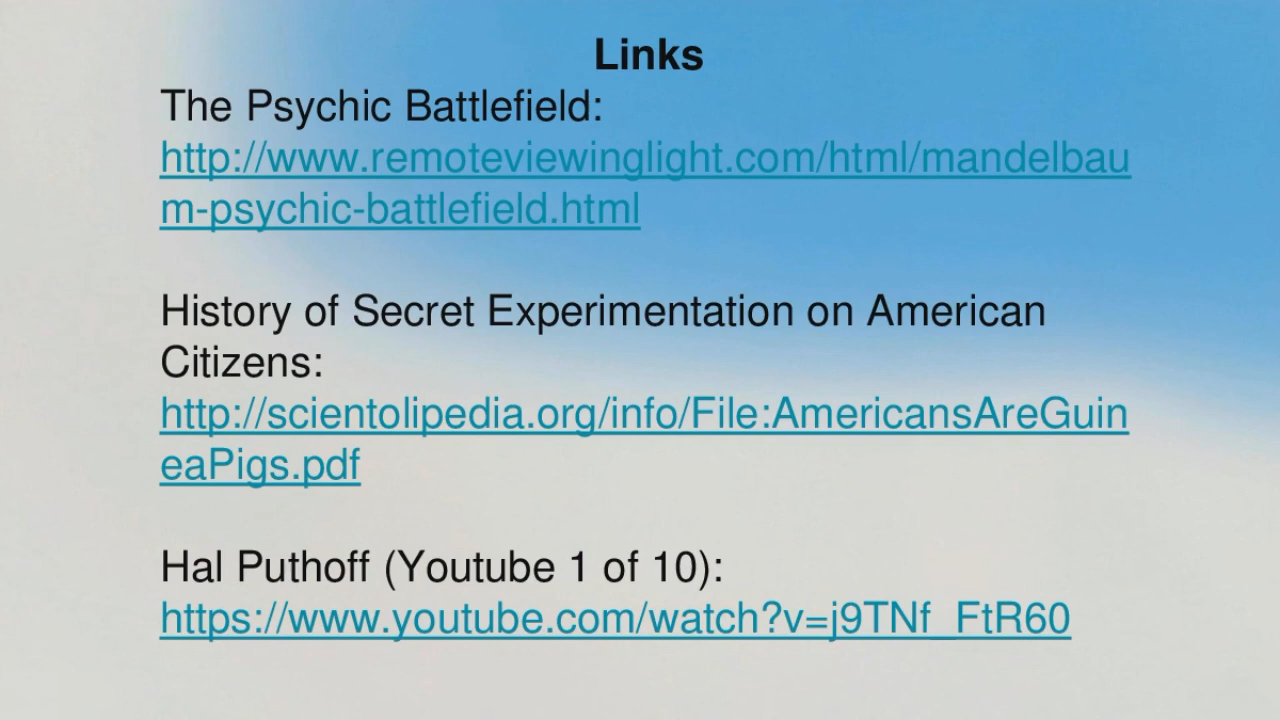 Links
The Psychic Battlefield:
http://www.remoteviewinglight.com/html/mandelbau
m-psychic-battlefield.html
History of Secret Experimentation on American
Citizens:
http://scientolipedia.org/info/File:AmericansAreGuin
eaPigs.pdf
Hal Puthoff (Youtube 1 of 10):
https://www.youtube.com/watch?v=j9TNf_FtR60